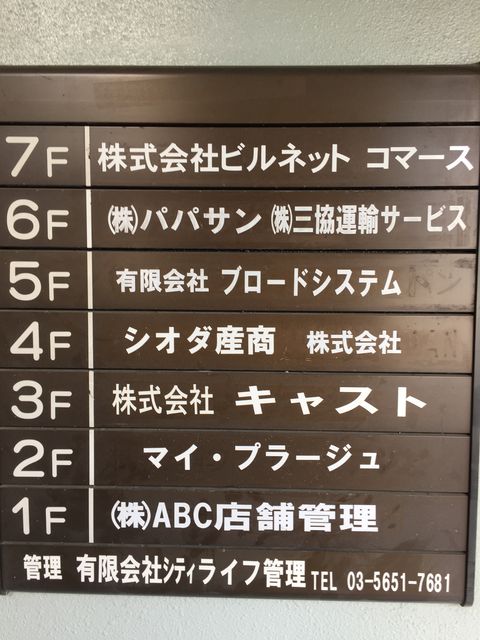 7F 株式会社ビルネット コマース
6F ㈱パパサン ㈱三協運輸サービス
5F 有限会社 ブロードシステム
4F シオダ産商 株式会社
3F 株式会社 キャスト
2F マイ・プラージュ
1F ㈱ABC店舗管理
管理 有限会社シティライフ管理 TEL 03-5651-7681